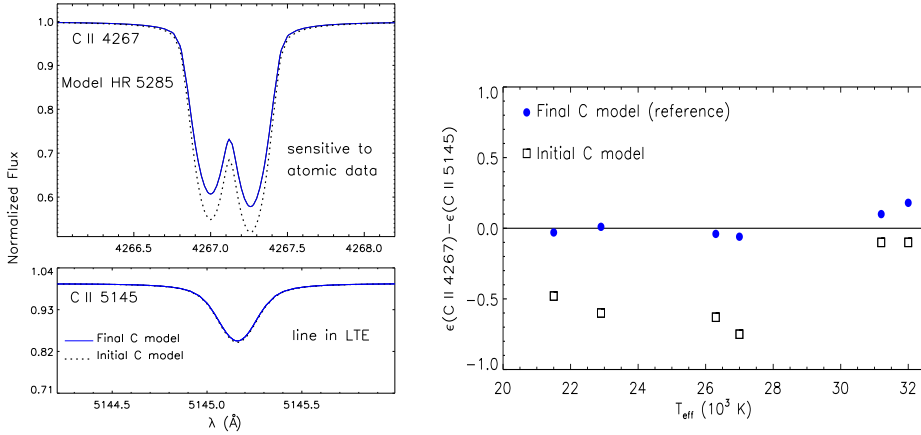 1.0
0.9
0.8
0.7
0.6
C II 4267
Model HR 5285
sensitive to
atomic data
4266.5 4267.0 4267.5 4268.0 4268.2
Normalized Flux
1.04
0.93
0.82
0.71
C II 5145
Final C model
Initial C model
line in LTE
5144.5 5145.0 5145.5
λ (Å)
1.0
0.5
0.0
−0.5
−1.0
ϵ(C II 4267)−ϵ(C II 5145)
Final C model (reference)
Initial C model
20 22 24 26 28 30 32
Teff (10³ K)